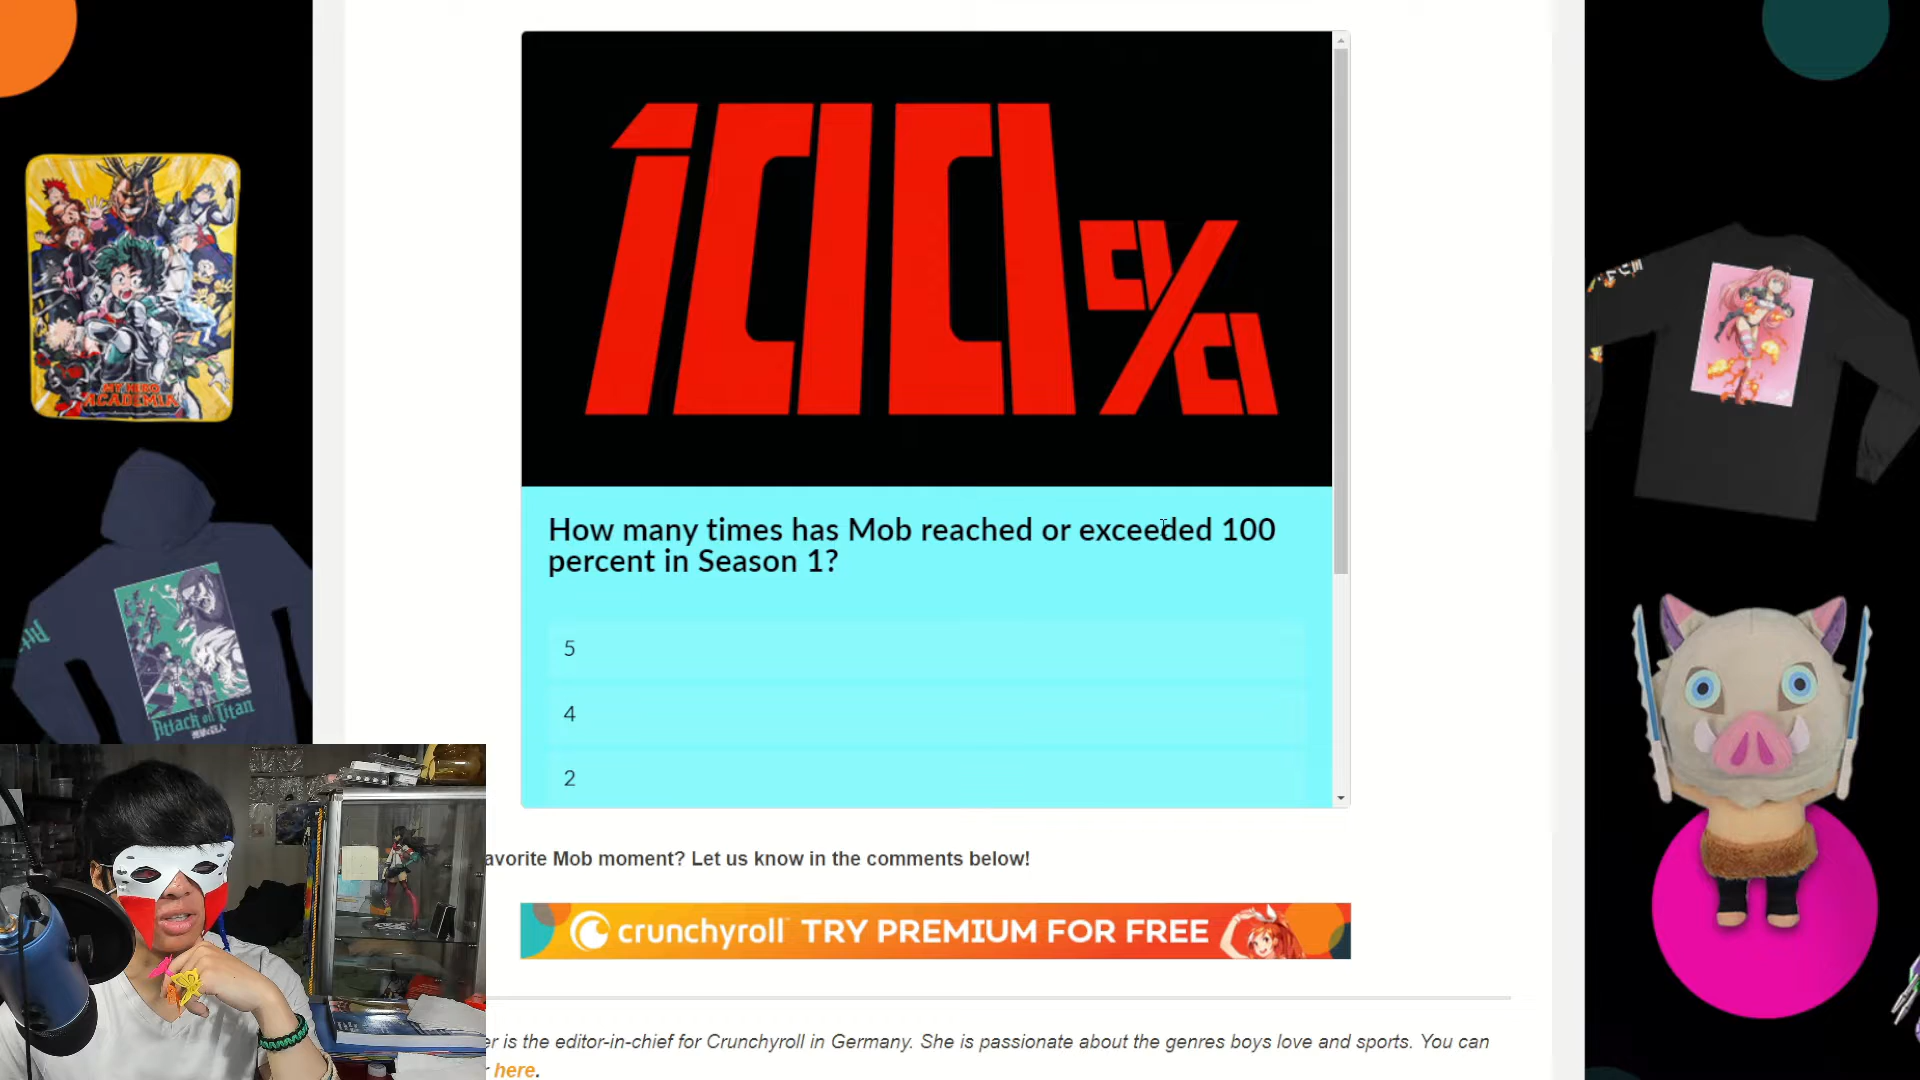 100%
How many times has Mob reached or exceeded 100
percent in Season 1?
5
4
2
avorite Mob moment? Let us know in the comments below!
crunchyroll TRY PREMIUM FOR FREE
er is the editor-in-chief for Crunchyroll in Germany. She is passionate about the genres boys love and sports. You can
here.
MY HERO
ACADEMIA
Attack on Titan